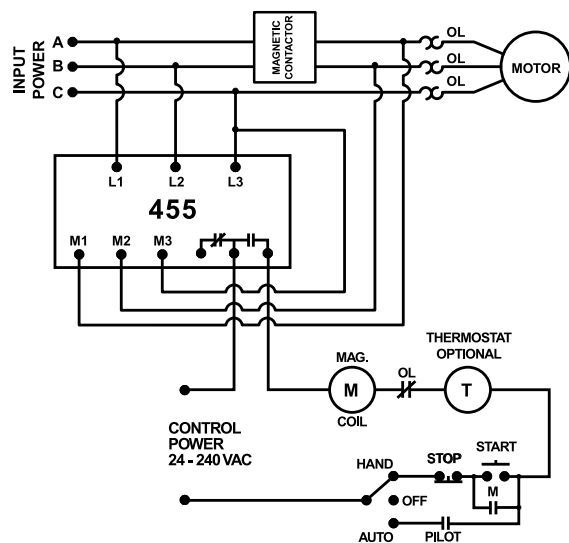 INPUT
POWER
A
B
C
MAGNETIC
CONTACTOR
OL
OL
OL
MOTOR
L1 L2 L3
455
M1 M2 M3
MAG.
M
COIL
OL
THERMOSTAT
OPTIONAL
T
CONTROL
POWER
24 - 240 VAC
HAND
OFF
AUTO
STOP
START
M
PILOT